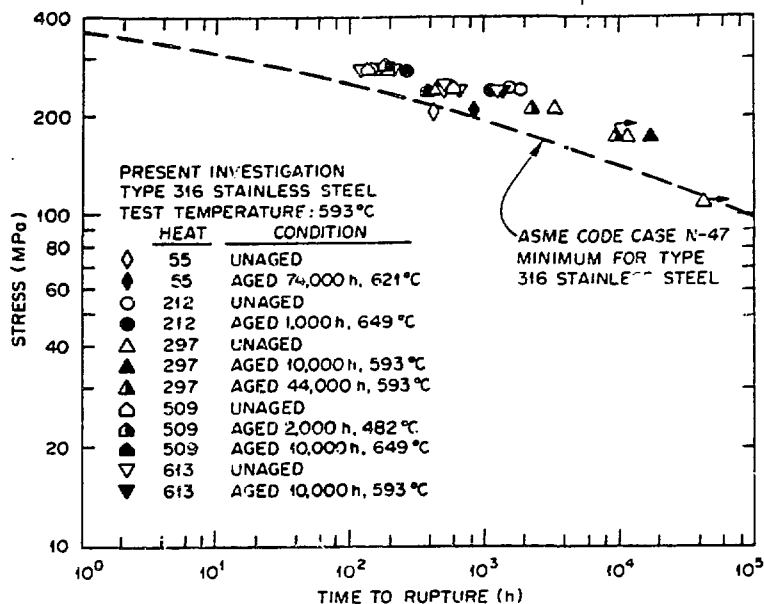 400
200
100
80
60
40
20
10
STRESS (MPa)
PRESENT INVESTIGATION
TYPE 316 STAINLESS STEEL
TEST TEMPERATURE: 593°C
HEAT CONDITION
55 UNAGED
55 AGED 74,000 h, 621°C
212 UNAGED
212 AGED 1,000 h, 649°C
297 UNAGED
297 AGED 10,000 h, 593°C
297 AGED 44,000 h, 593°C
509 UNAGED
509 AGED 2,000 h, 482°C
509 AGED 10,000 h, 649°C
613 UNAGED
613 AGED 10,000 h, 593°C
ASME CODE CASE N-47
MINIMUM FOR TYPE
316 STAINLESS STEEL
10⁰ 10¹ 10² 10³ 10⁴ 10⁵
TIME TO RUPTURE (h)